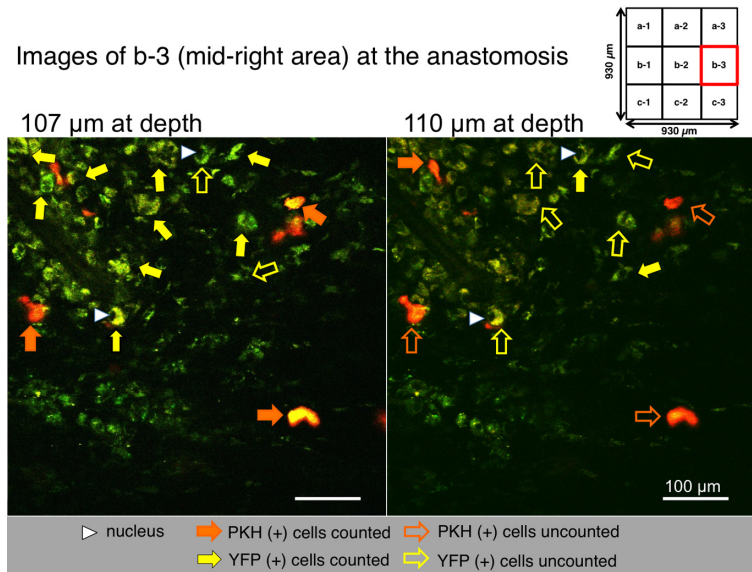 Images of b-3 (mid-right area) at the anastomosis
930 µm
a-1 a-2 a-3
b-1 b-2 b-3
c-1 c-2 c-3
930 µm
107 µm at depth
110 µm at depth
100 µm
nucleus
PKH (+) cells counted
PKH (+) cells uncounted
YFP (+) cells counted
YFP (+) cells uncounted